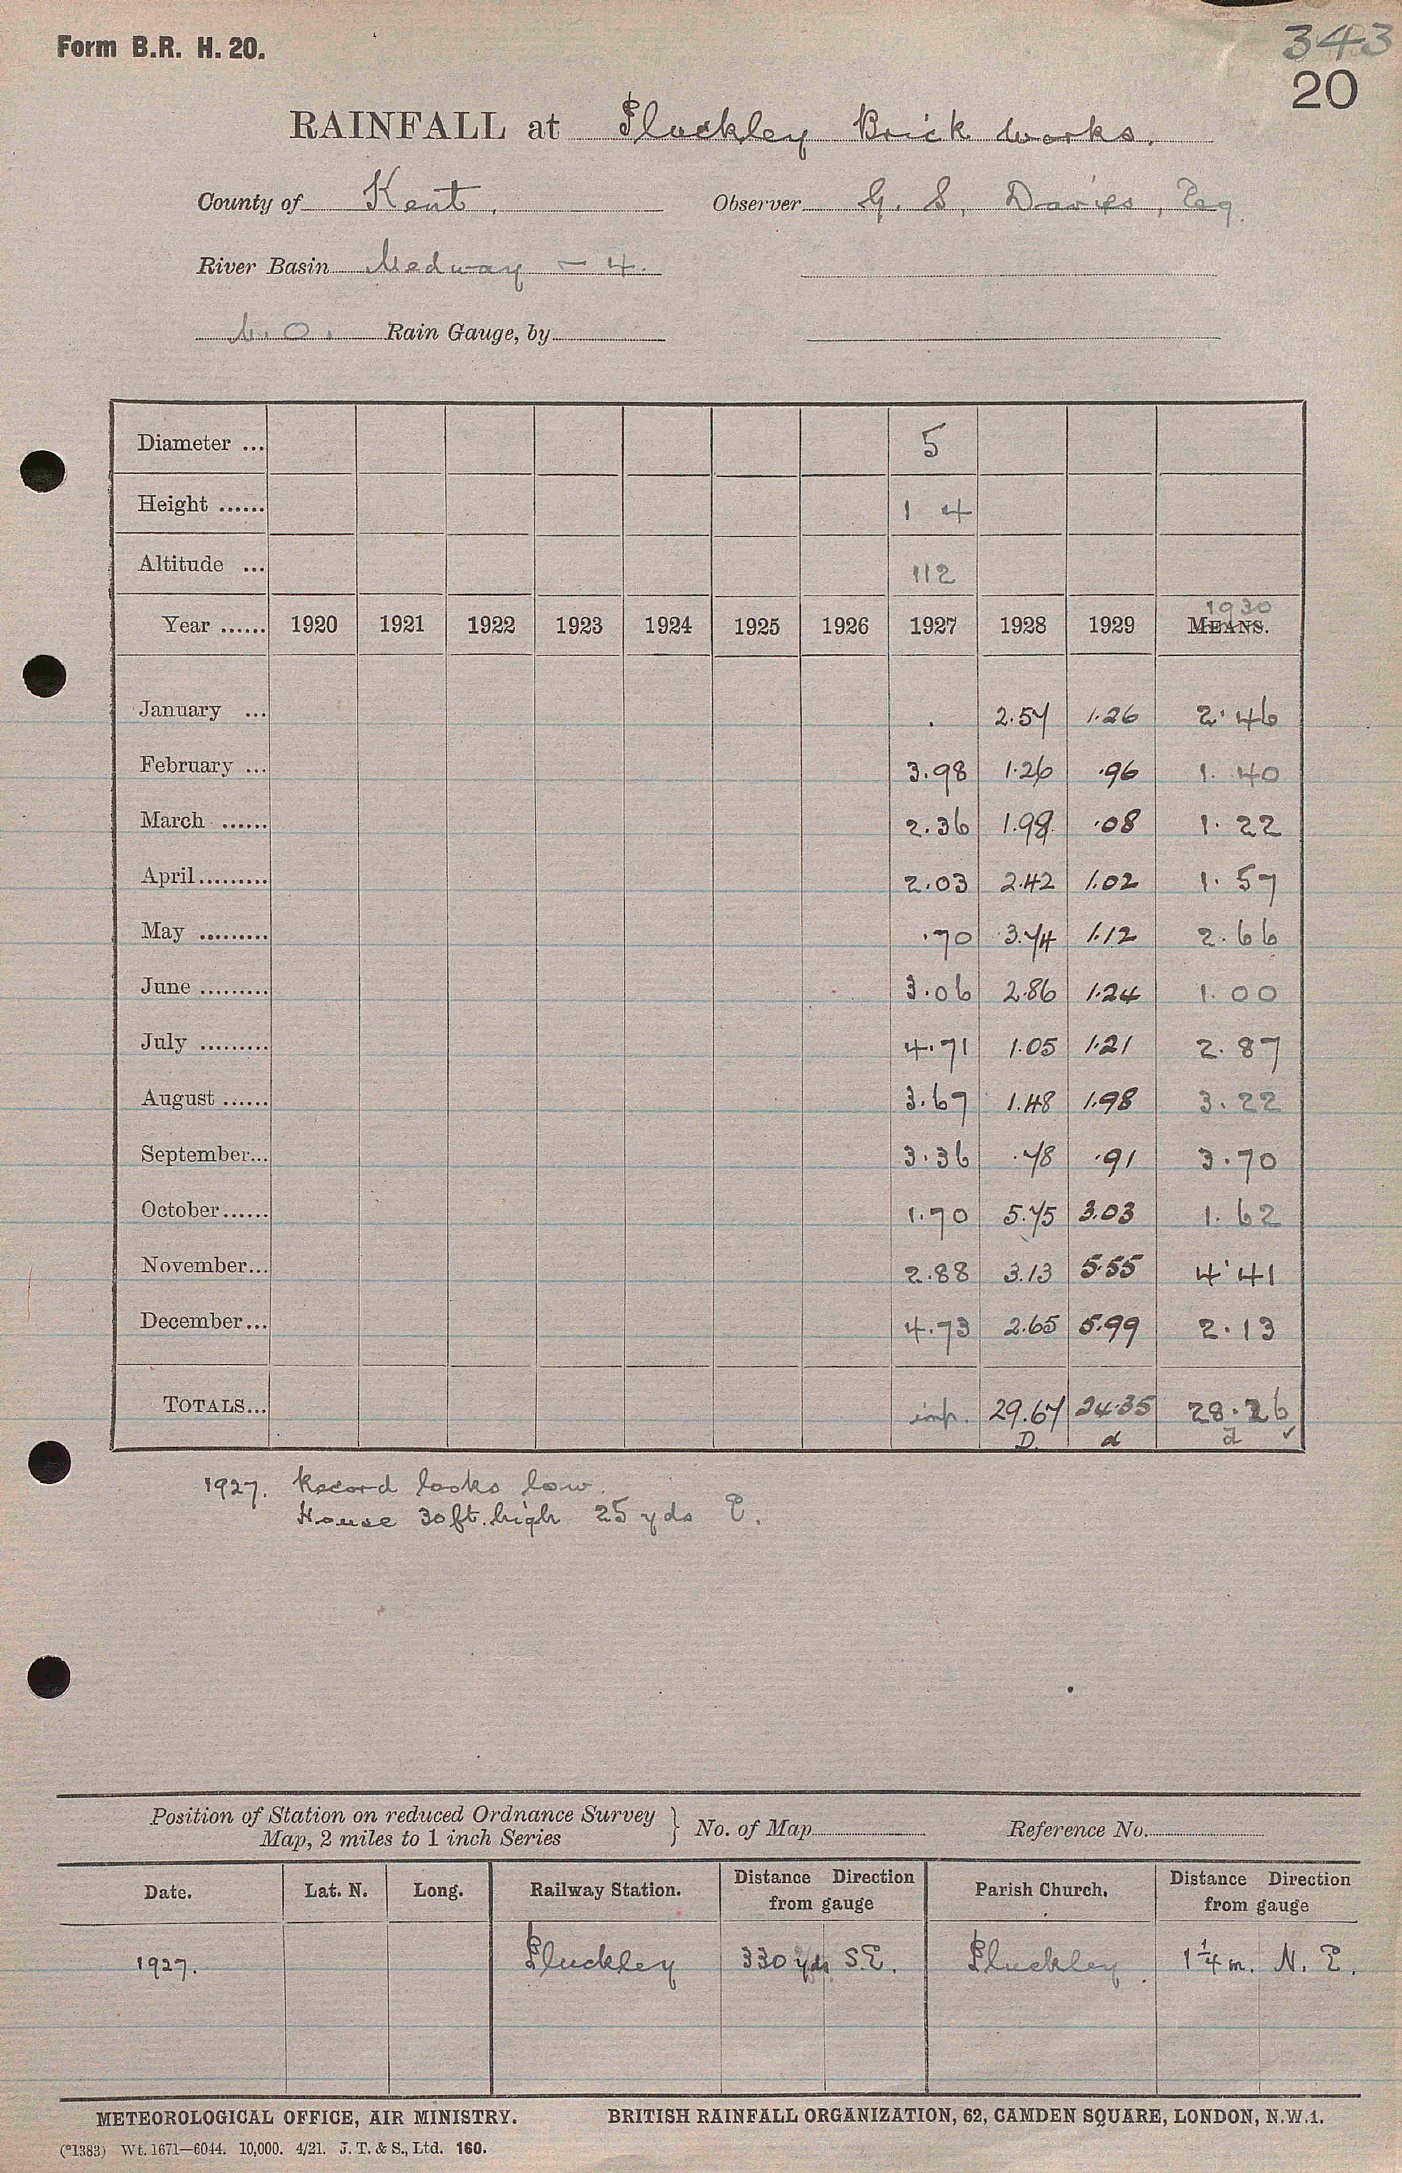 Form B.R. H. 20.
343
20
RAINFALL at Pluckley Brick Works.
County of Kent. Observer G. S. Davies, Esq.
River Basin Medway - 4.
M.O. Rain Gauge, by
Diameter ... 5
Height ...... 1 4
Altitude ... 112
1930
Year ...... 1920 1921 1922 1923 1924 1925 1926 1927 1928 1929 MEANS.
January ... . 2.57 1.26 2.46
February ... 3.98 1.26 .96 1.40
March ...... 2.36 1.98 .08 1.22
April......... 2.03 2.42 1.02 1.57
May ......... .70 3.74 1.12 2.66
June ......... 3.06 2.86 1.24 1.00
July ......... 4.71 1.05 1.21 2.87
August ...... 3.67 1.48 1.98 3.22
September... 3.36 .78 .91 3.70
October...... 1.70 5.75 3.03 1.62
November... 2.88 3.13 5.55 4.41
December... 4.73 2.65 5.99 2.13
TOTALS... imp. 29.67 24.35 28.26
D. d d ✓
1927. Record looks low.
House 30 ft. high 25 yds E.
Position of Station on reduced Ordnance Survey
Map, 2 miles to 1 inch Series } No. of Map Reference No.
Date. Lat. N. Long. Railway Station. Distance Direction from gauge Parish Church. Distance Direction from gauge
1927. Pluckley 330 yds S.E. Pluckley. 1¼ m. N. E.
METEOROLOGICAL OFFICE, AIR MINISTRY. BRITISH RAINFALL ORGANIZATION, 62, CAMDEN SQUARE, LONDON, N.W.1.
(*1383) Wt. 1671—6044. 10,000. 4/21. J. T. & S., Ltd. 160.